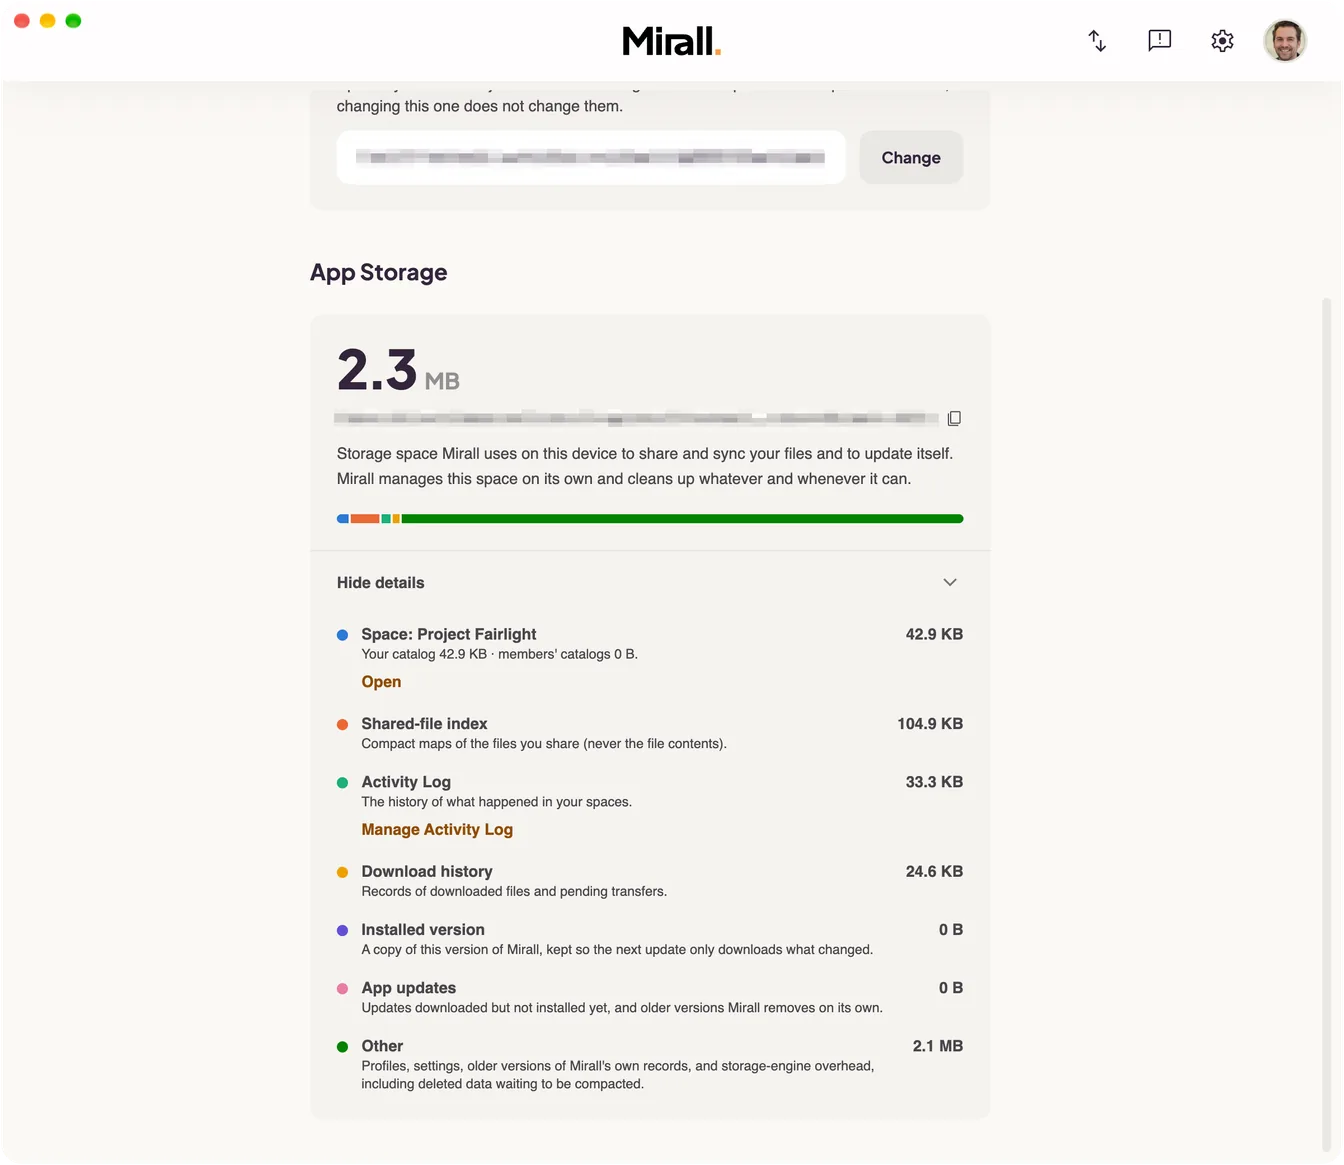 Mirall.
changing this one does not change them.
Change
App Storage
2.3 MB
Storage space Mirall uses on this device to share and sync your files and to update itself.
Mirall manages this space on its own and cleans up whatever and whenever it can.
Hide details
Space: Project Fairlight 42.9 KB
Your catalog 42.9 KB · members' catalogs 0 B.
Open
Shared-file index 104.9 KB
Compact maps of the files you share (never the file contents).
Activity Log 33.3 KB
The history of what happened in your spaces.
Manage Activity Log
Download history 24.6 KB
Records of downloaded files and pending transfers.
Installed version 0 B
A copy of this version of Mirall, kept so the next update only downloads what changed.
App updates 0 B
Updates downloaded but not installed yet, and older versions Mirall removes on its own.
Other 2.1 MB
Profiles, settings, older versions of Mirall's own records, and storage-engine overhead,
including deleted data waiting to be compacted.